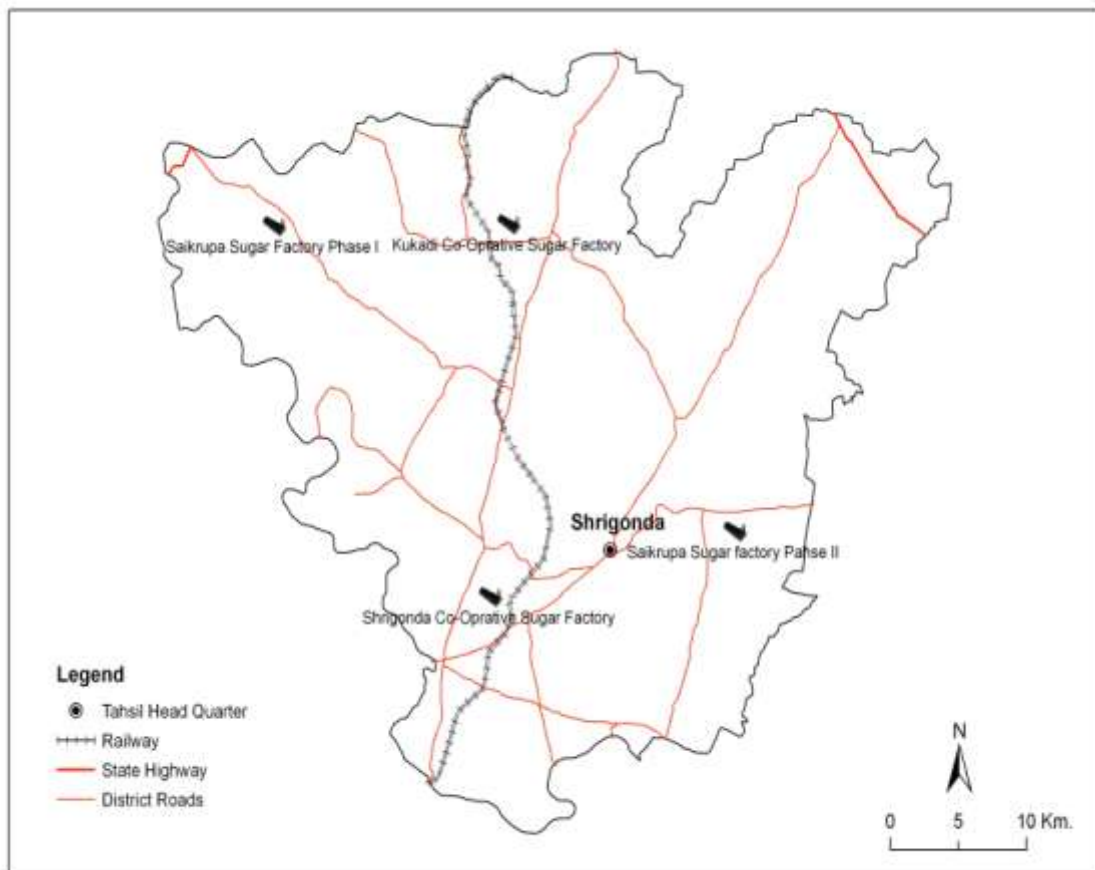 Saikrupa Sugar Factory Phase I
Kukadi Co-Oprative Sugar Factory
Shrigonda
Saikrupa Sugar factory Pahse II
Shrigonda Co-Oprative Sugar Factory
Legend
Tahsil Head Quarter
Railway
State Highway
District Roads
N
0 5 10 Km.